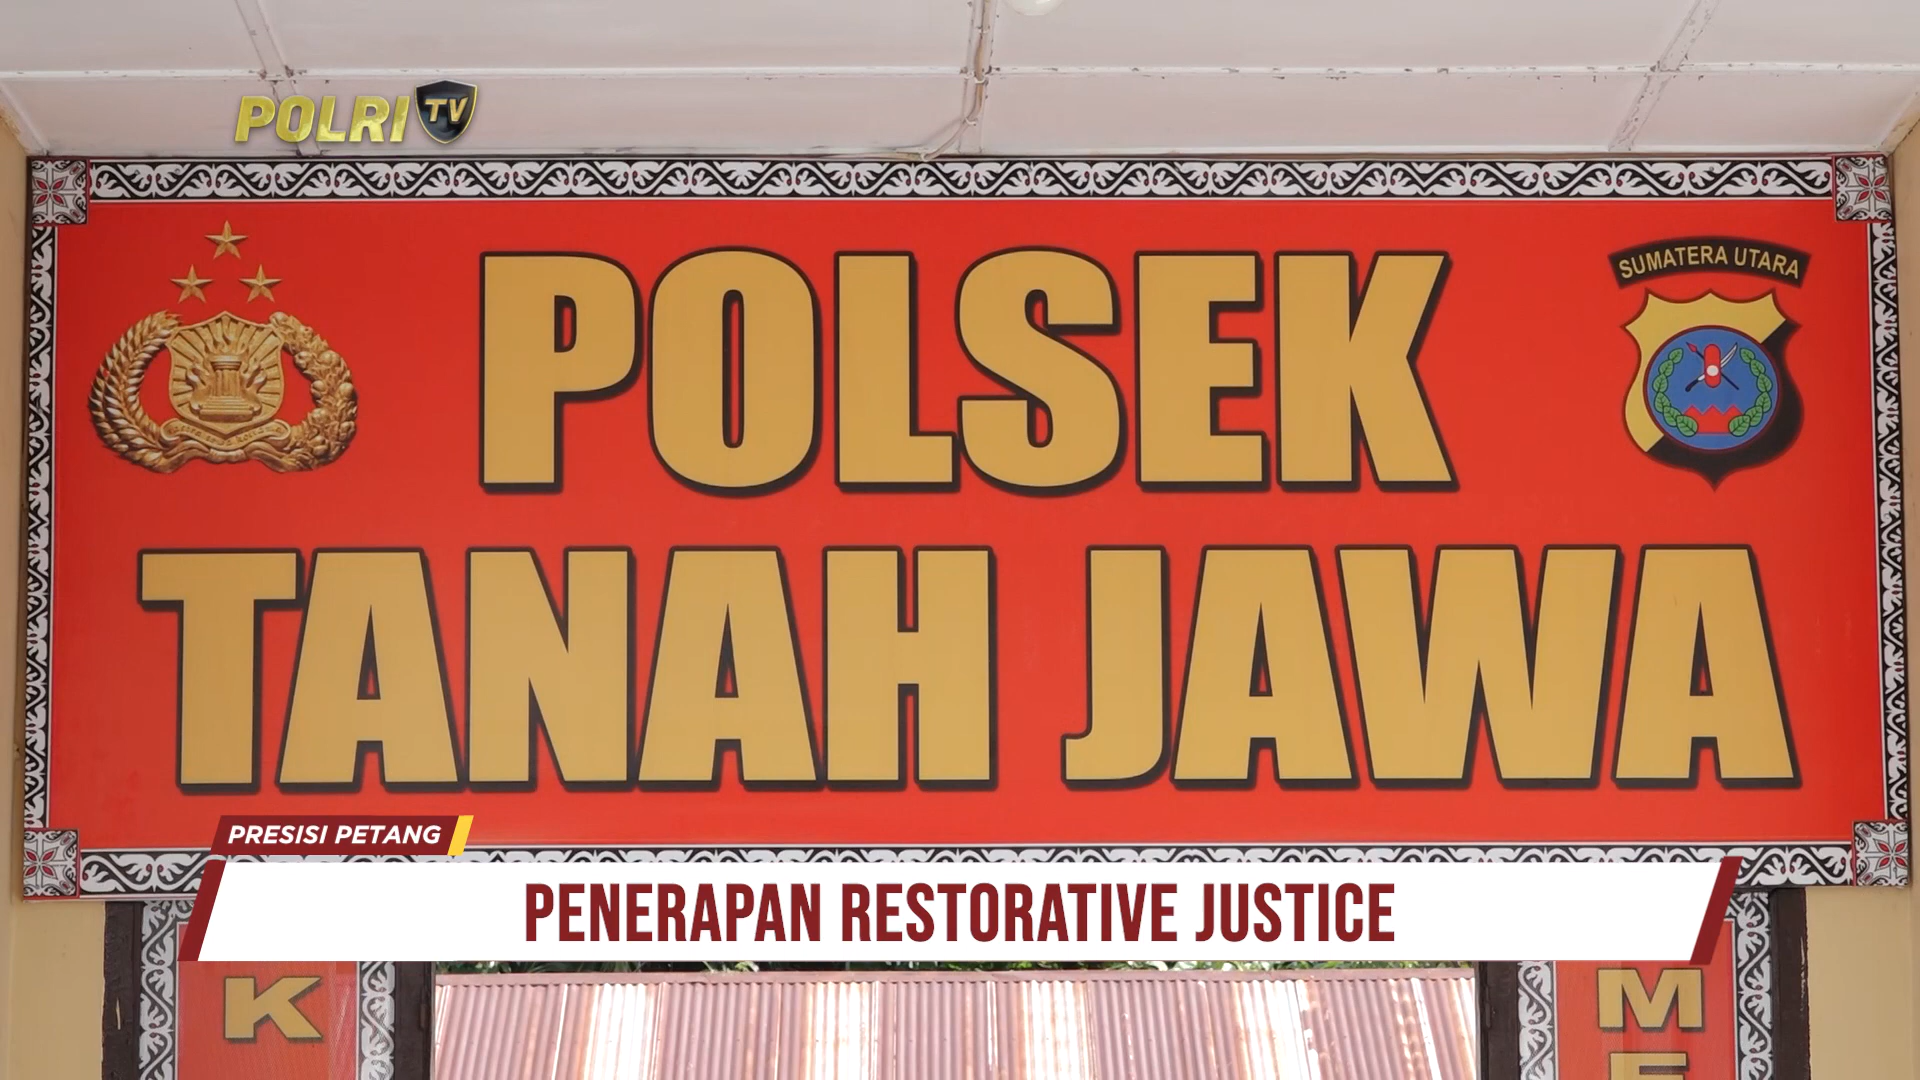 POLRI TV
SUMATERA UTARA
POLSEK
TANAH JAWA
PRESISI PETANG
PENERAPAN RESTORATIVE JUSTICE
K
M
E